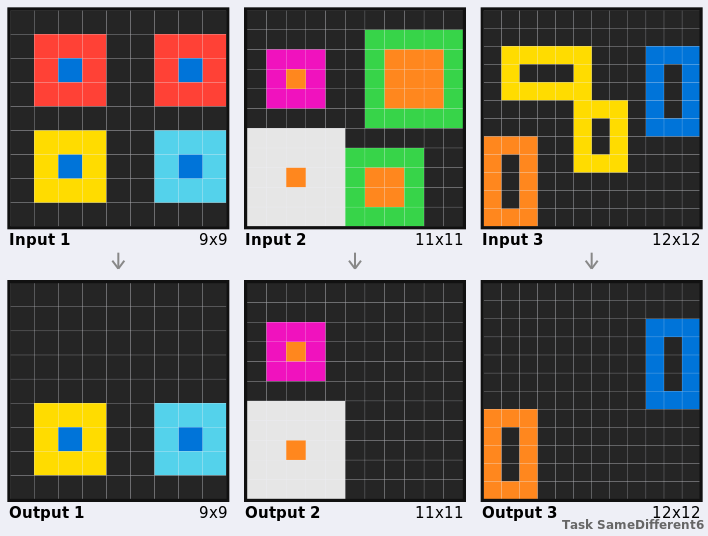 Input 1 9x9
Input 2 11x11
Input 3 12x12
Output 1 9x9
Output 2 11x11
Output 3 12x12
Task SameDifferent6